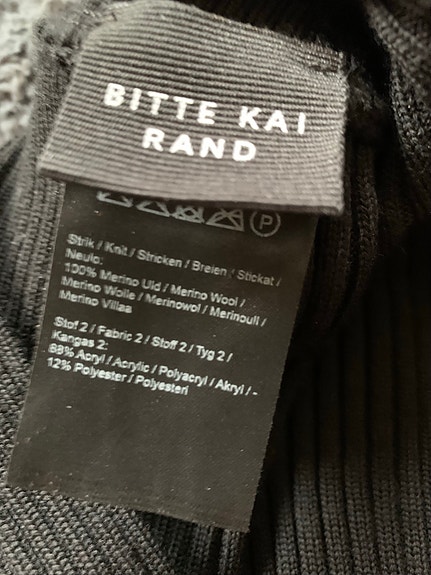 BITTE KAI
RAND
P
Strik / Knit / Stricken / Breien / Stickat /
Neulo:
100% Merino Uld / Merino Wool /
Merino Wolle / Merinowol / Merinoull /
Merino Villaa
Stof 2 / Fabric 2 / Stoff 2 / Tyg 2 /
Kangas 2:
88% Acryl / Acrylic / Polyacryl / Akryl / -
12% Polyester / Polyesteri